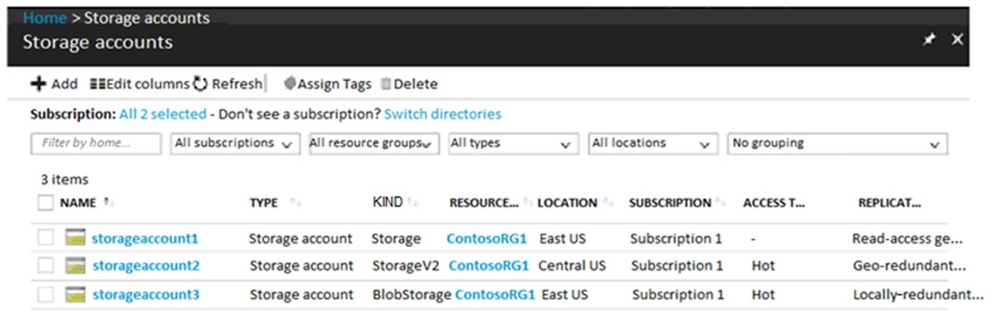 Home > Storage accounts
Storage accounts
Add Edit columns Refresh Assign Tags Delete
Subscription: All 2 selected - Don't see a subscription? Switch directories
Filter by home... All subscriptions All resource groups All types All locations No grouping
3 items
NAME TYPE KIND RESOURCE... LOCATION SUBSCRIPTION ACCESS T... REPLICAT...
storageaccount1 Storage account Storage ContosoRG1 East US Subscription 1 - Read-access ge...
storageaccount2 Storage account StorageV2 ContosoRG1 Central US Subscription 1 Hot Geo-redundant...
storageaccount3 Storage account BlobStorage ContosoRG1 East US Subscription 1 Hot Locally-redundant...